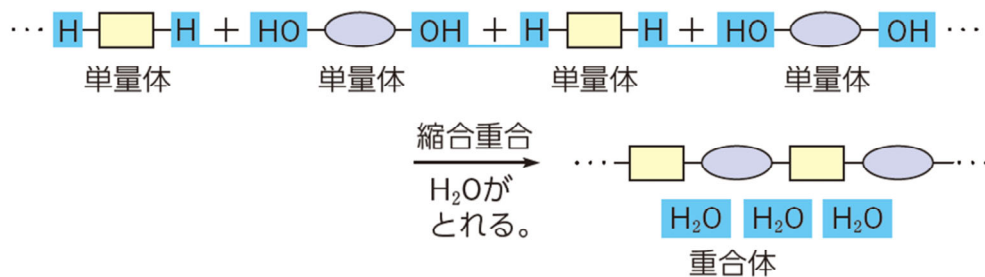 … H H + HO OH + H H + HO OH …
単量体 単量体 単量体 単量体
縮合重合
H₂Oが
とれる。
… …
H₂O H₂O H₂O
重合体